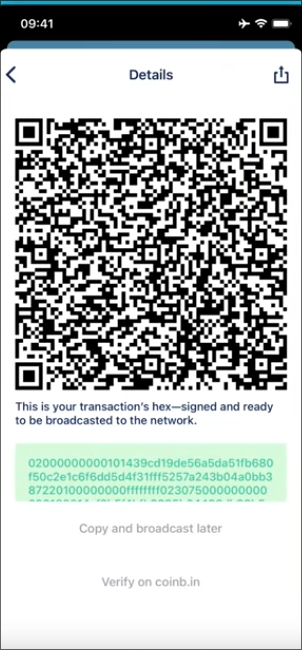 09:41
Details
This is your transaction's hex—signed and ready
to be broadcasted to the network.
02000000000101439cd19de56a5da51fb680
f50c2e1c6f6dd5d4f31fff5257a243b04a0bb3
87220100000000ffffffff023075000000000
Copy and broadcast later
Verify on coinb.in